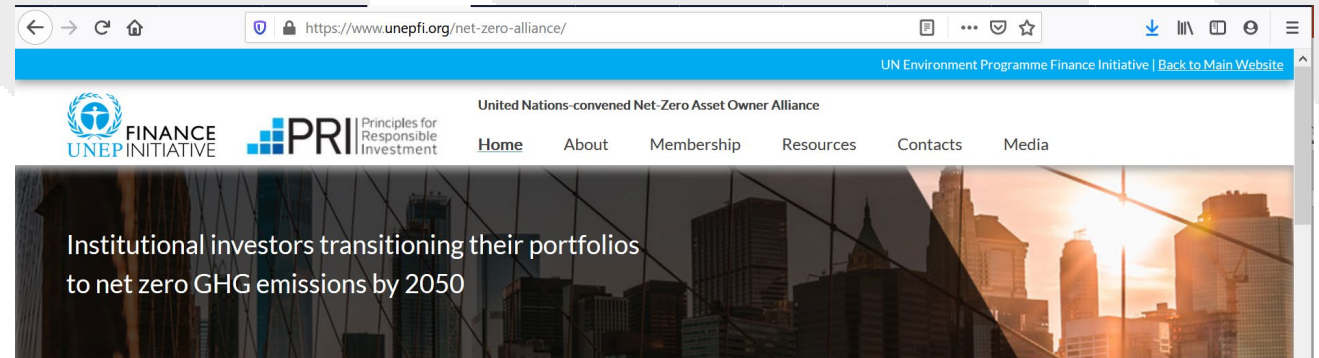 https://www.unepfi.org/net-zero-alliance/
UN Environment Programme Finance Initiative | Back to Main Website
FINANCE
UNEP INITIATIVE
PRI
Principles for
Responsible
Investment
United Nations-convened Net-Zero Asset Owner Alliance
Home About Membership Resources Contacts Media
Institutional investors transitioning their portfolios
to net zero GHG emissions by 2050